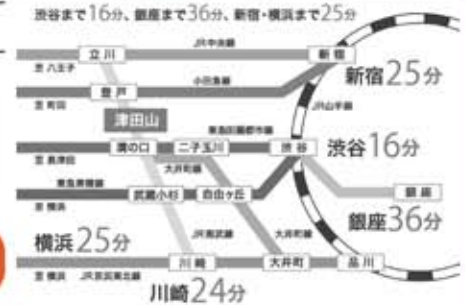 渋谷まで16分、銀座まで36分、新宿・横浜まで25分
JR中央線
立川
新宿
至 八王子
小田急線
新宿25分
登戸
至 町田
JR山手線
津田山
東急田園都市線
溝の口
二子玉川
渋谷
渋谷16分
至 長津田
大井町線
東急東横線
武蔵小杉
自由ヶ丘
銀座
至 横浜
銀座36分
横浜25分
JR南武線
大井町線
川崎
大井町
品川
至 横浜
JR京浜東北線
川崎24分